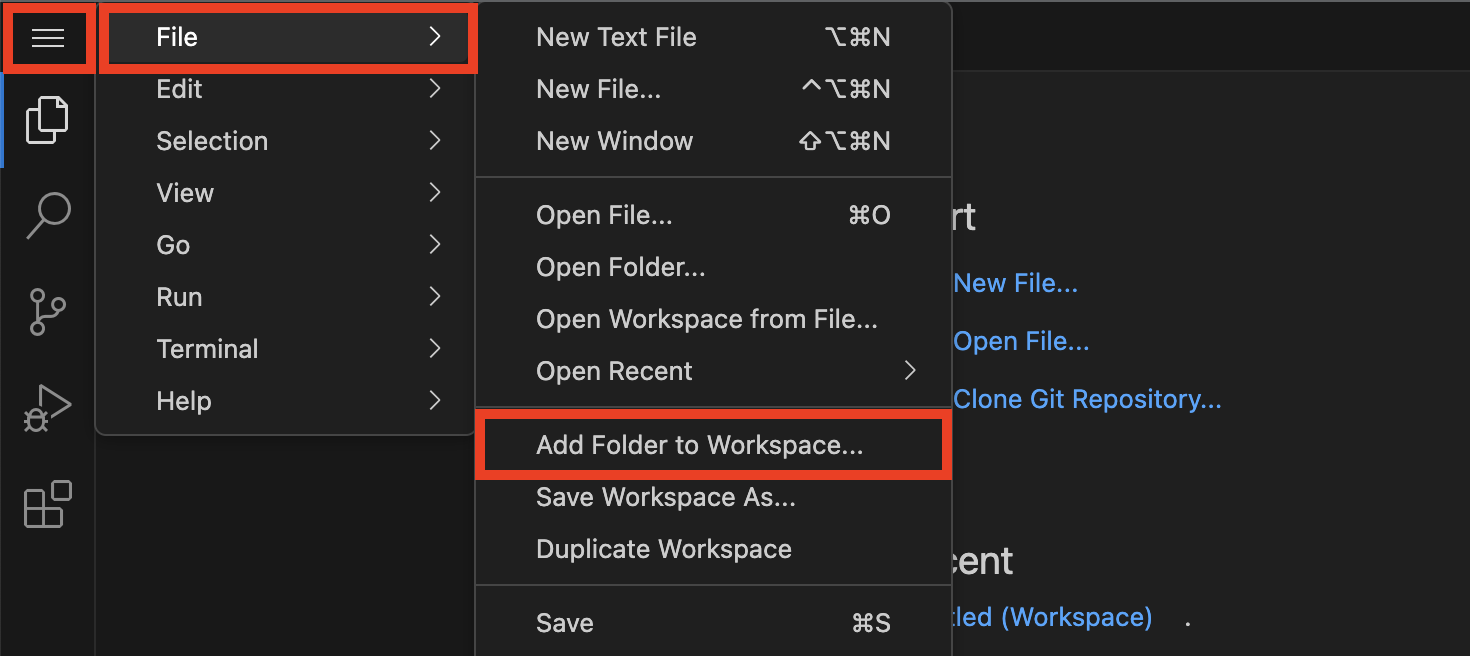 File
Edit
Selection
View
Go
Run
Terminal
Help
New Text File ⌥⌘N
New File... ^⌥⌘N
New Window ⇧⌥⌘N
Open File... ⌘O
Open Folder...
Open Workspace from File...
Open Recent
Add Folder to Workspace...
Save Workspace As...
Duplicate Workspace
Save ⌘S
rt
New File...
Open File...
Clone Git Repository...
cent
tled (Workspace) .